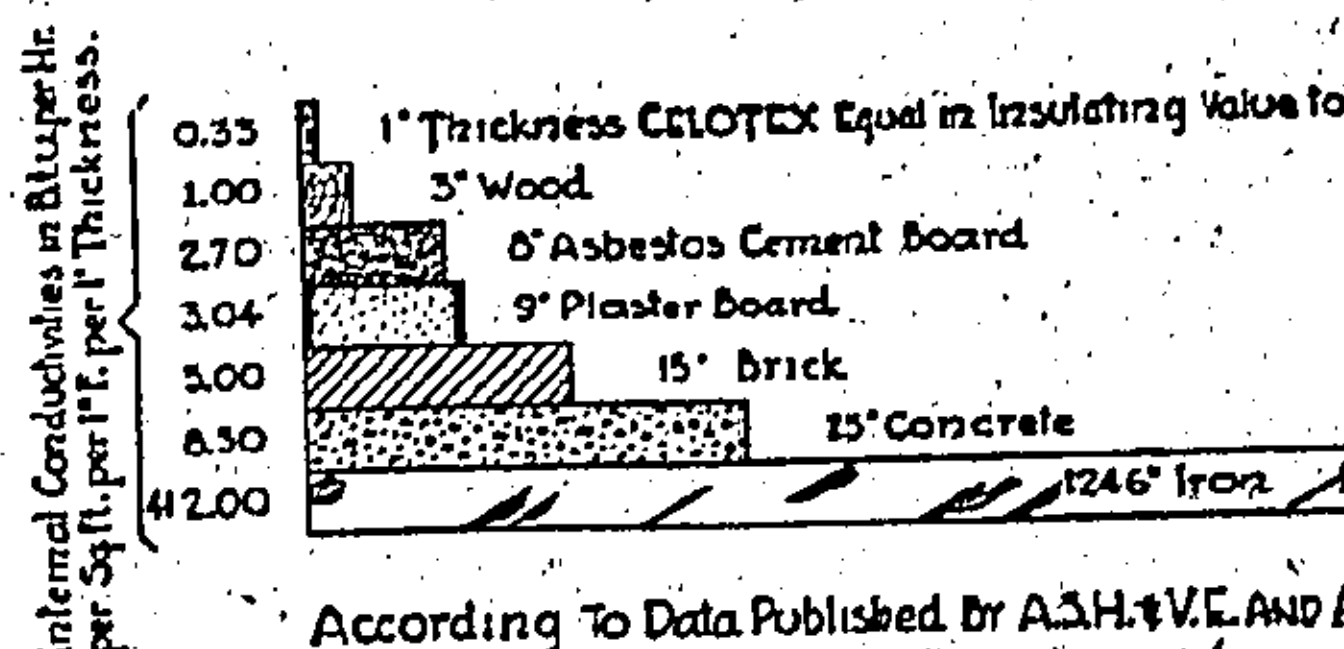 Internal Conductivities in Btu per Hr.
per Sq ft. per 1°F. per 1" Thickness.
0.33 1" Thickness CELOTEX Equal in Insulating Value to
1.00 3" Wood
2.70 8" Asbestos Cement Board
3.04 9" Plaster Board
5.00 15" Brick
8.30 25" Concrete
412.00 1246" Iron
According To Data Published By A.S.H.&V.E. AND